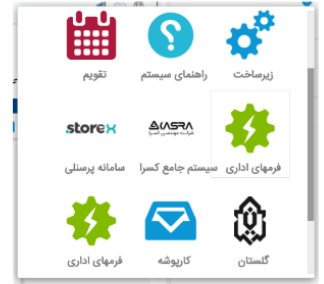 زیرساخت
راهنمای سیستم
تقویم
فرمهای اداری
KASRA
سیستم جامع کسرا
storex
سامانه پرسنلی
گلستان
کارپوشه
فرمهای اداری